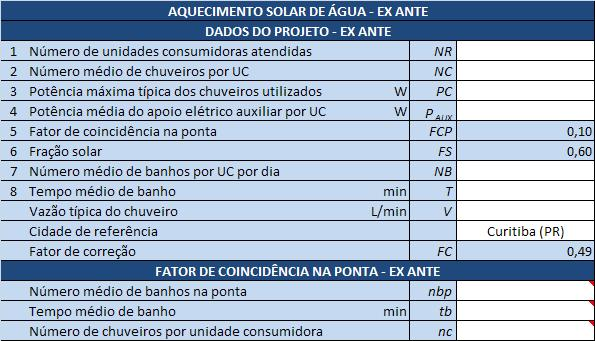 AQUECIMENTO SOLAR DE ÁGUA - EX ANTE
DADOS DO PROJETO - EX ANTE
1 Número de unidades consumidoras atendidas NR
2 Número médio de chuveiros por UC NC
3 Potência máxima típica dos chuveiros utilizados W PC
4 Potência média do apoio elétrico auxiliar por UC W P AUX
5 Fator de coincidência na ponta FCP 0,10
6 Fração solar FS 0,60
7 Número médio de banhos por UC por dia NB
8 Tempo médio de banho min T
Vazão típica do chuveiro L/min V
Cidade de referência Curitiba (PR)
Fator de correção FC 0,49
FATOR DE COINCIDÊNCIA NA PONTA - EX ANTE
Número médio de banhos na ponta nbp
Tempo médio de banho min tb
Número de chuveiros por unidade consumidora nc